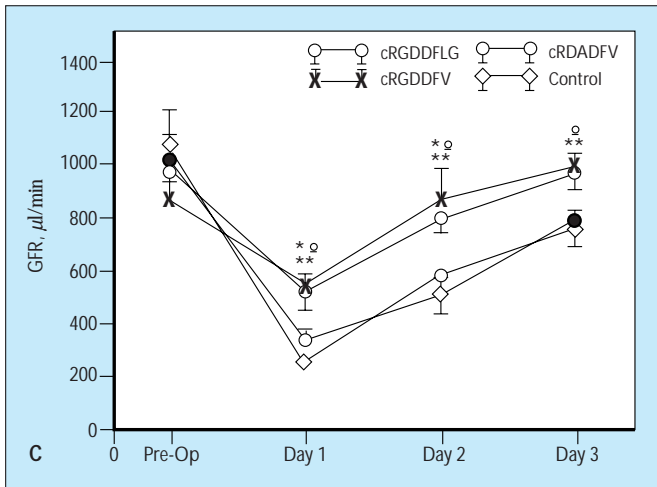 cRGDDFLG cRDADFV
cRGDDFV Control
1400
1200
1000
800
600
400
200
0
GFR, µl/min
* o
**
* o
**
o
**
C 0 Pre-Op Day 1 Day 2 Day 3